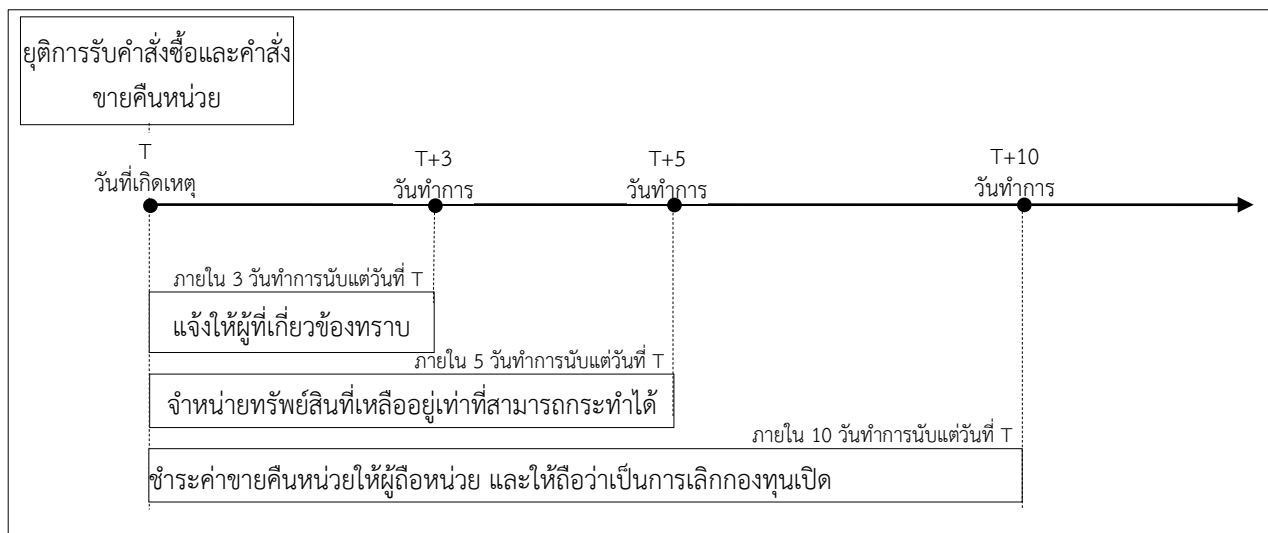 ยุติการรับคำสั่งซื้อและคำสั่ง
ขายคืนหน่วย
T
วันที่เกิดเหตุ
T+3
วันทำการ
T+5
วันทำการ
T+10
วันทำการ
ภายใน 3 วันทำการนับแต่วันที่ T
แจ้งให้ผู้ที่เกี่ยวข้องทราบ
ภายใน 5 วันทำการนับแต่วันที่ T
จำหน่ายทรัพย์สินที่เหลืออยู่เท่าที่สามารถกระทำได้
ภายใน 10 วันทำการนับแต่วันที่ T
ชำระค่าขายคืนหน่วยให้ผู้ถือหน่วย และให้ถือว่าเป็นการเลิกกองทุนเปิด